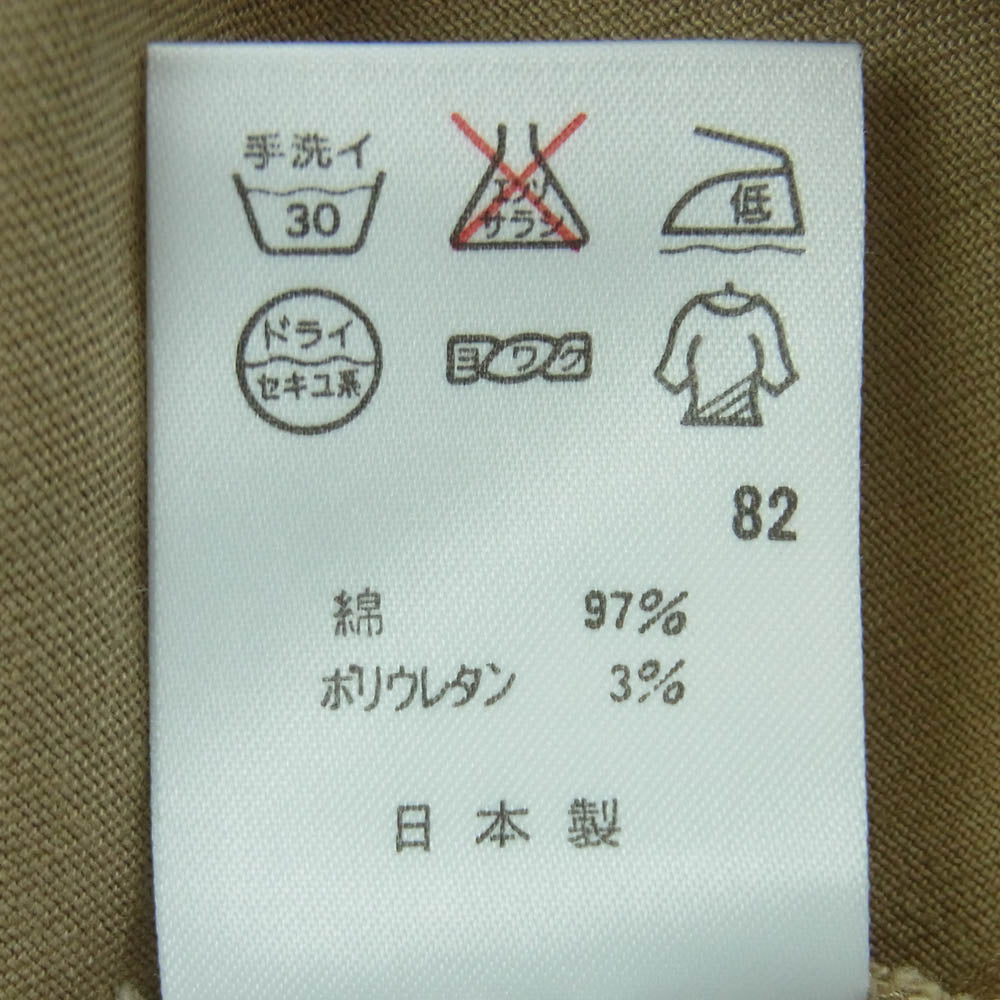 手洗イ
30
エンソ
サラシ
低
ドライ
セキユ系
ヨワク
82
綿 97%
ポリウレタン 3%
日本製